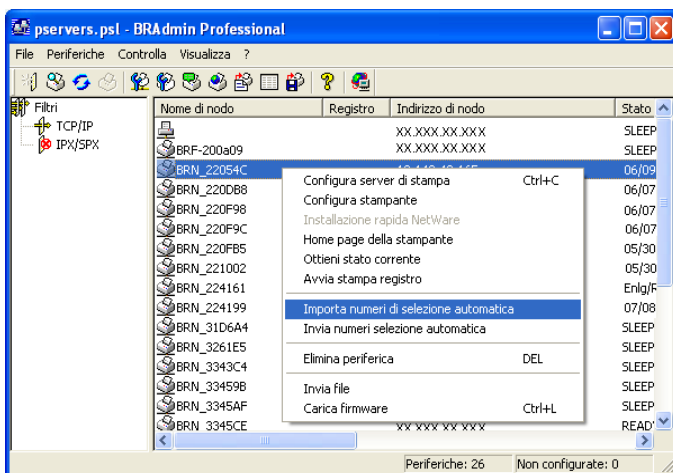 pservers.psl - BRAdmin Professional
File Periferiche Controlla Visualizza ?
Filtri
TCP/IP
IPX/SPX
Nome di nodo Registro Indirizzo di nodo Stato
XX.XXX.XX.XXX SLEEP
BRF-200a09 XX.XXX.XX.XXX SLEEP
BRN_22054C 06/09
BRN_220DB8 06/07
BRN_220F98 06/07
BRN_220F9C 06/07
BRN_220FB5 05/30
BRN_221002 05/30
BRN_224161 Enlg/R
BRN_224199 07/08
BRN_31D6A4 SLEEP
BRN_3261E5 SLEEP
BRN_3343C4 SLEEP
BRN_33459B SLEEP
BRN_3345AF SLEEP
BRN_3345CE XX.XXX.XX.XXX READY
Configura server di stampa Ctrl+C
Configura stampante
Installazione rapida NetWare
Home page della stampante
Ottieni stato corrente
Avvia stampa registro
Importa numeri di selezione automatica
Invia numeri selezione automatica
Elimina periferica DEL
Invia file
Carica firmware Ctrl+L
Periferiche: 26 Non configurate: 0